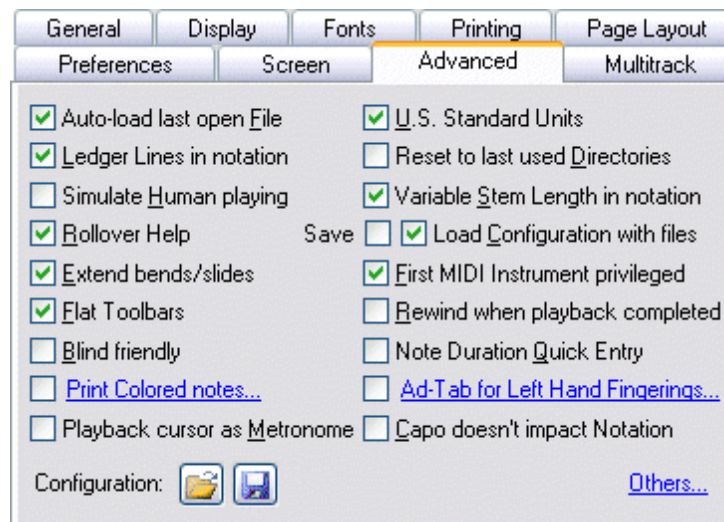 General Display Fonts Printing Page Layout
Preferences Screen Advanced Multitrack
Auto-load last open File U.S. Standard Units
Ledger Lines in notation Reset to last used Directories
Simulate Human playing Variable Stem Length in notation
Rollover Help Save Load Configuration with files
Extend bends/slides First MIDI Instrument privileged
Flat Toolbars Rewind when playback completed
Blind friendly Note Duration Quick Entry
Print Colored notes... Ad-Tab for Left Hand Fingerings...
Playback cursor as Metronome Capo doesn't impact Notation
Configuration: Others...